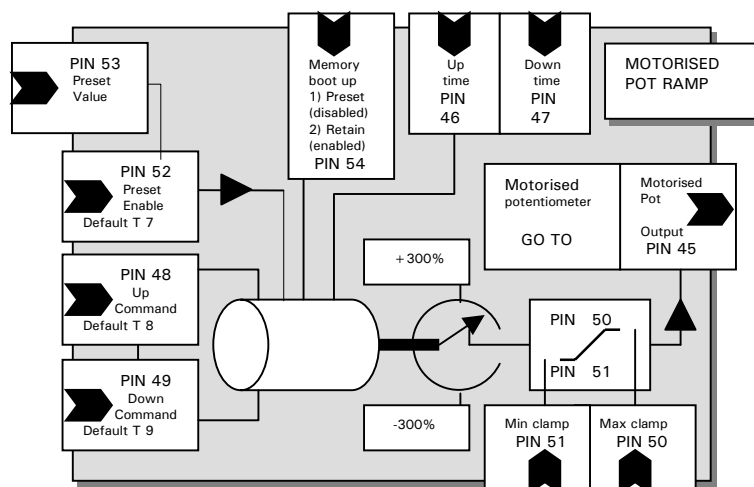 PIN 53
Preset
Value
Memory
boot up
1) Preset
(disabled)
2) Retain
(enabled)
PIN 54
Up
time
PIN
46
Down
time
PIN
47
MOTORISED
POT RAMP
PIN 52
Preset
Enable
Default T 7
Motorised
potentiometer
GO TO
Motorised
Pot
Output
PIN 45
PIN 48
Up
Command
Default T 8
+300%
PIN 50
PIN 51
PIN 49
Down
Command
Default T 9
-300%
Min clamp
PIN 51
Max clamp
PIN 50